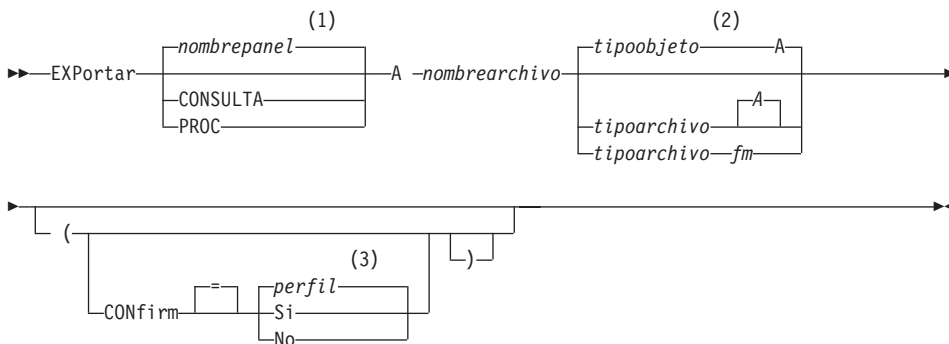 (1) (2)
nombrepanel tipoobjeto A
EXPortar A nombrearchivo
CONSULTA A
PROC tipoarchivo
tipoarchivo fm
(
)
(3)
= perfil
CONfirm Si
No